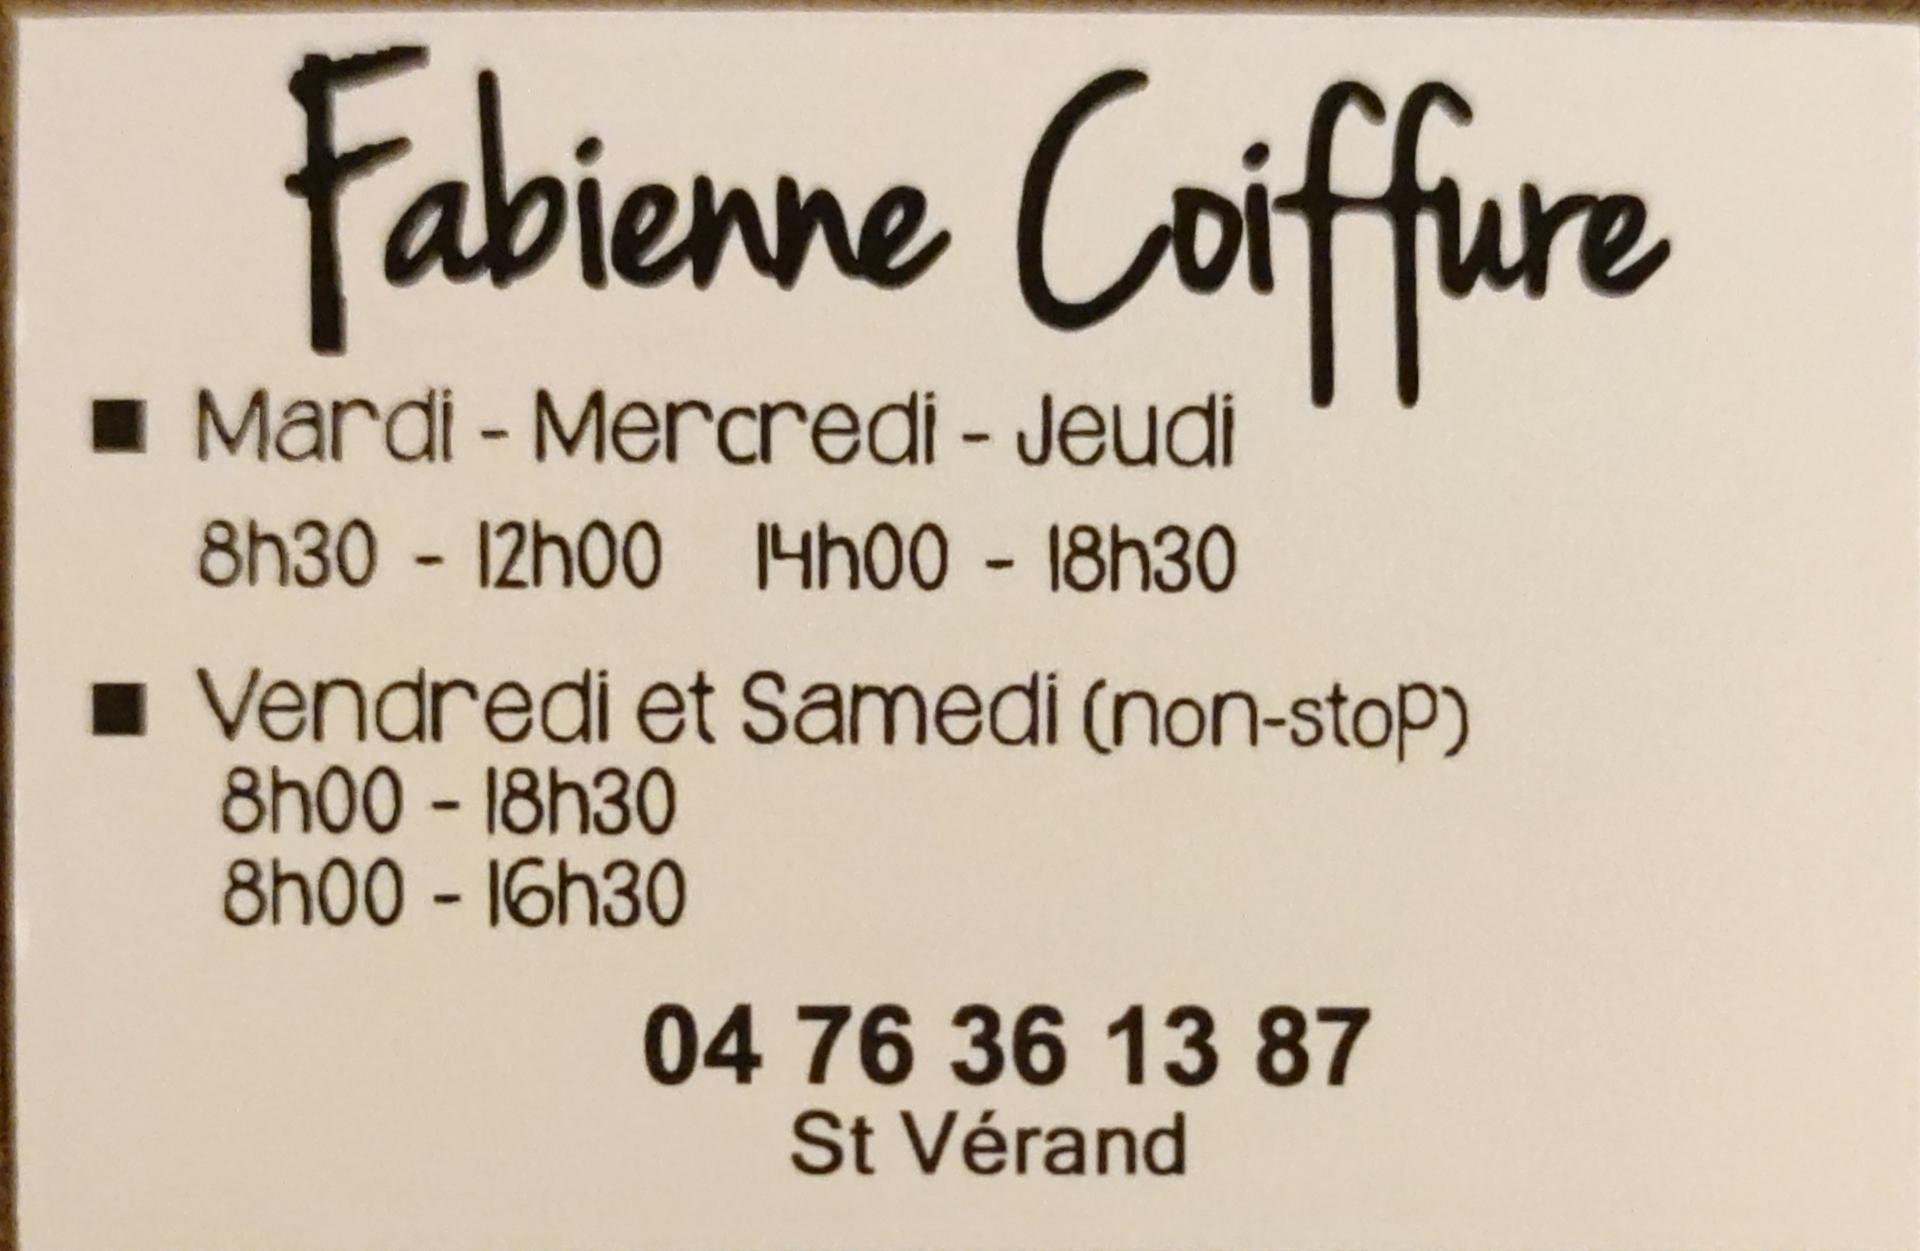 Fabienne Coiffure
▪ Mardi - Mercredi - Jeudi
8h30 - 12h00 14h00 - 18h30
▪ Vendredi et Samedi (non-stop)
8h00 - 18h30
8h00 - 16h30
04 76 36 13 87
St Vérand